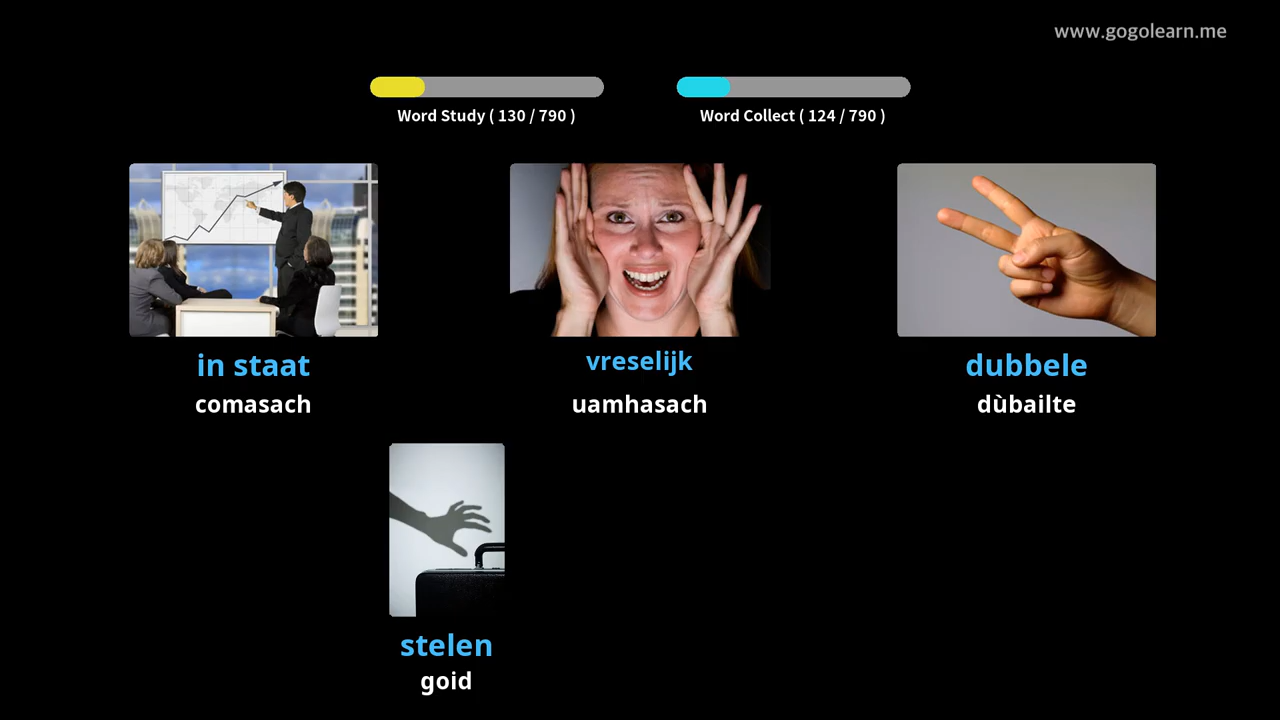 www.gogolearn.me
Word Study ( 130 / 790 )
Word Collect ( 124 / 790 )
in staat
comasach
vreselijk
uamhasach
dubbele
dùbailte
stelen
goid